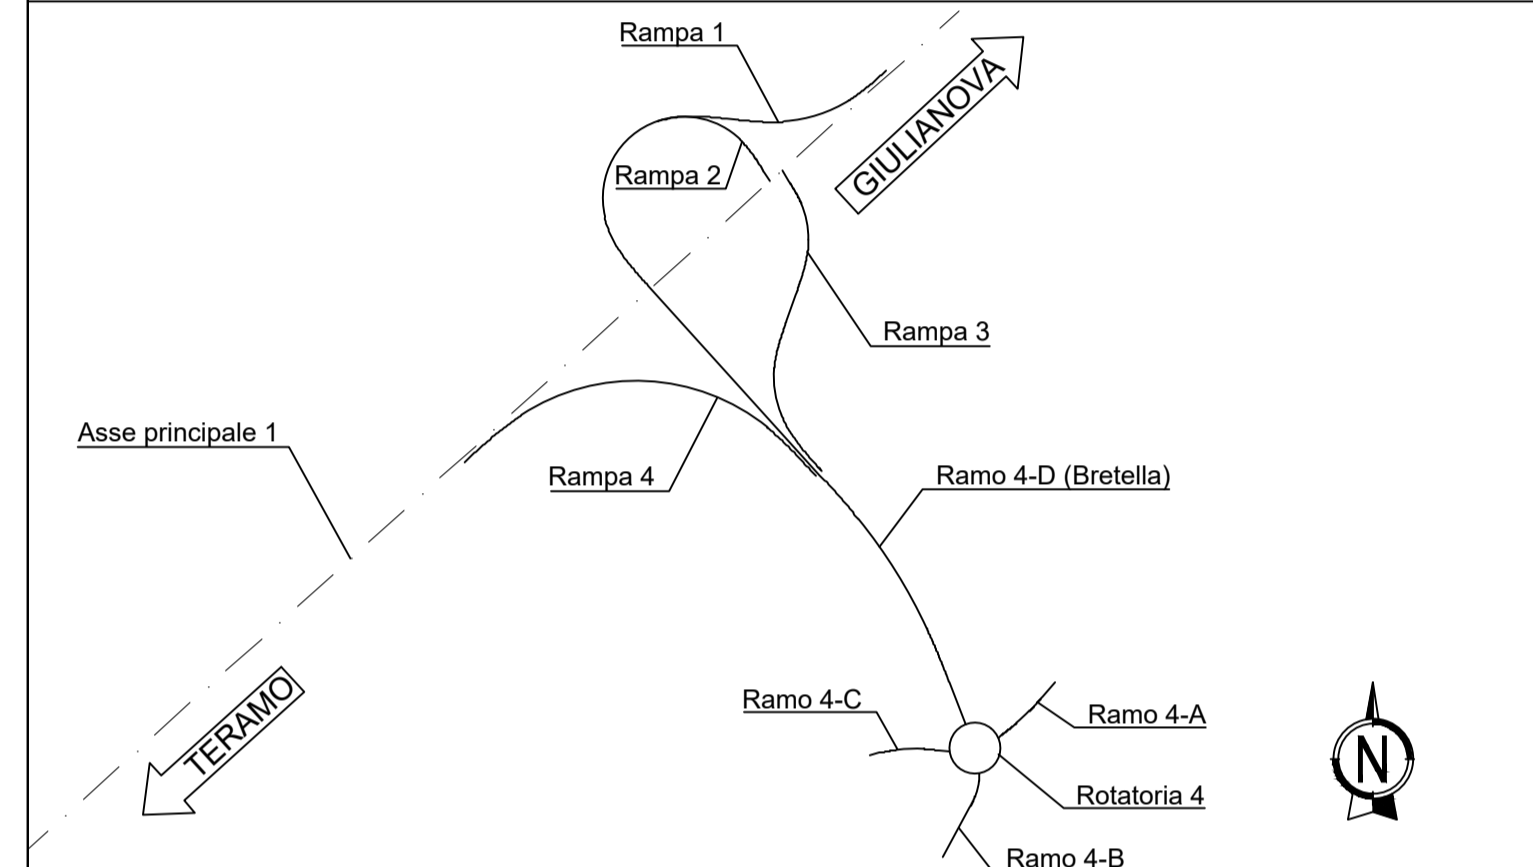 Rampa 1
GIULIANOVA
Rampa 2
Rampa 3
Asse principale 1
Rampa 4
Ramo 4-D (Bretella)
TERAMO
Ramo 4-C
Ramo 4-A
N
Rotatoria 4
Ramo 4-B